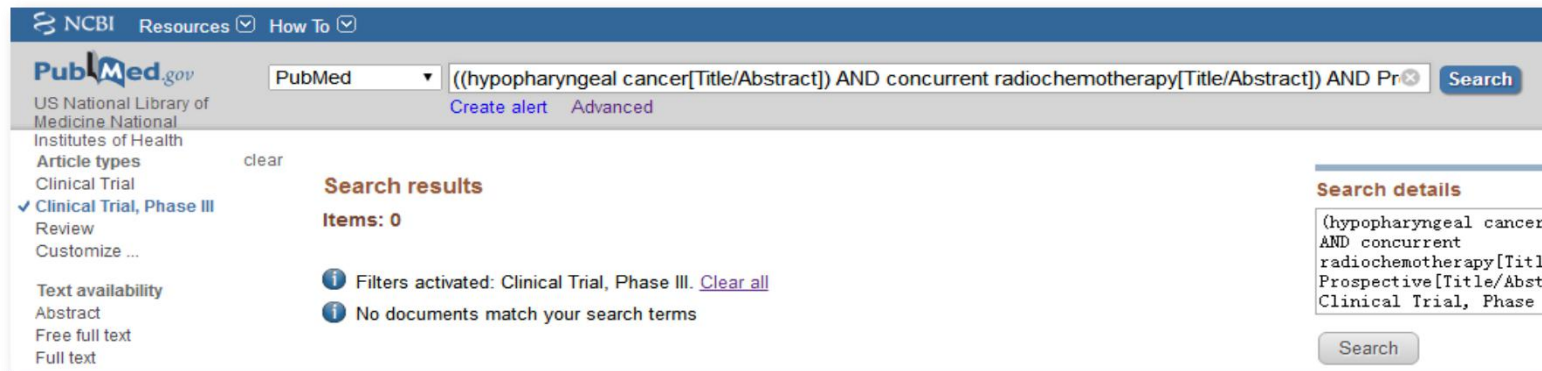 NCBI Resources How To
PubMed.gov
US National Library of
Medicine National
Institutes of Health
PubMed
((hypopharyngeal cancer[Title/Abstract]) AND concurrent radiochemotherapy[Title/Abstract]) AND Pr
Search
Create alert Advanced
Article types clear
Clinical Trial
Clinical Trial, Phase III
Review
Customize ...
Text availability
Abstract
Free full text
Full text
Search results
Items: 0
Filters activated: Clinical Trial, Phase III. Clear all
No documents match your search terms
Search details
(hypopharyngeal cancer
AND concurrent
radiochemotherapy[Titl
Prospective[Title/Abst
Clinical Trial, Phase
Search